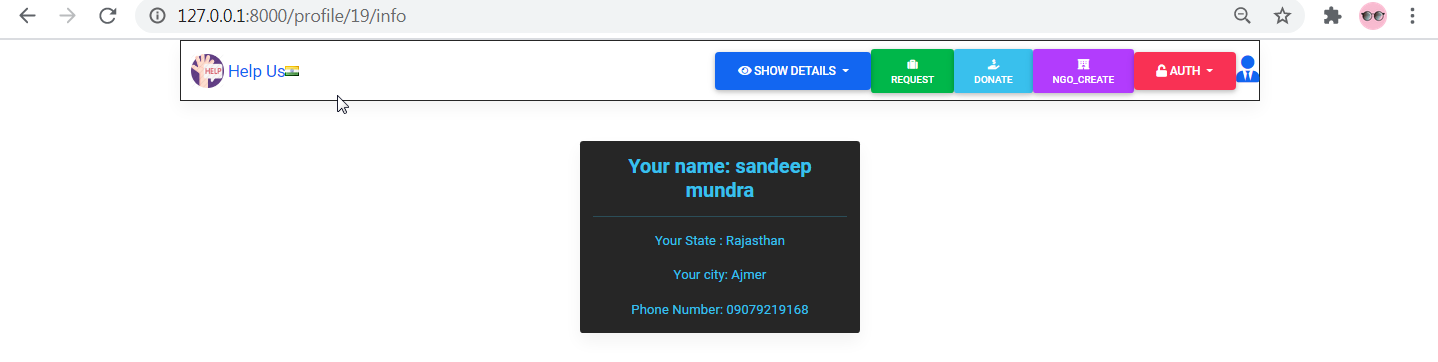 127.0.0.1:8000/profile/19/info
HELP Help Us
SHOW DETAILS
REQUEST
DONATE
NGO_CREATE
AUTH
Your name: sandeep
mundra
Your State : Rajasthan
Your city: Ajmer
Phone Number: 09079219168